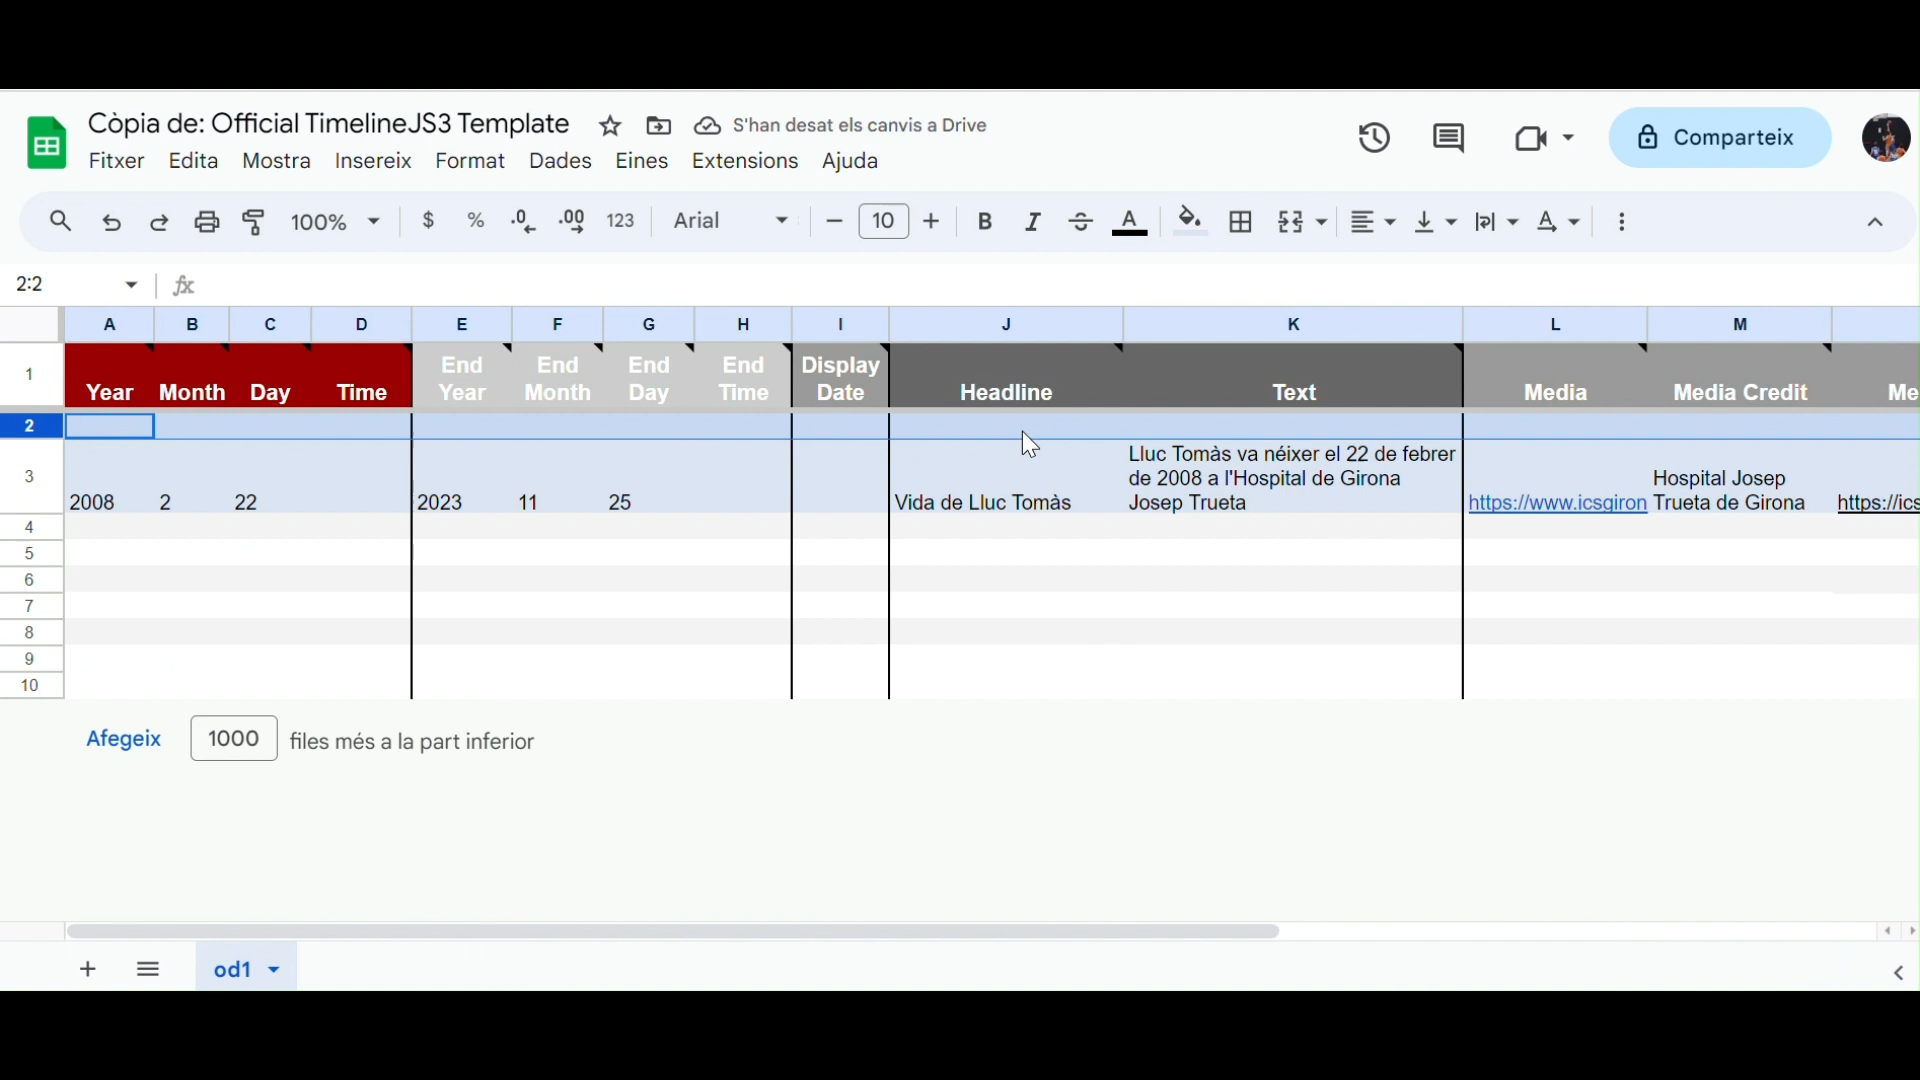 Còpia de: Official TimelineJS3 Template S'han desat els canvis a Drive
Fitxer Edita Mostra Insereix Format Dades Eines Extensions Ajuda
Comparteix
100% $ % .0 .00 123 Arial 10 B I S A
2:2 fx
A B C D E F G H I J K L M
1 Year Month Day Time End Year End Month End Day End Time Display Date Headline Text Media Media Credit Me
2
3 2008 2 22 2023 11 25 Vida de Lluc Tomàs Lluc Tomàs va néixer el 22 de febrer
de 2008 a l'Hospital de Girona
Josep Trueta https://www.icsgiron Hospital Josep
Trueta de Girona https://ics
4
5
6
7
8
9
10
Afegeix 1000 files més a la part inferior
od1